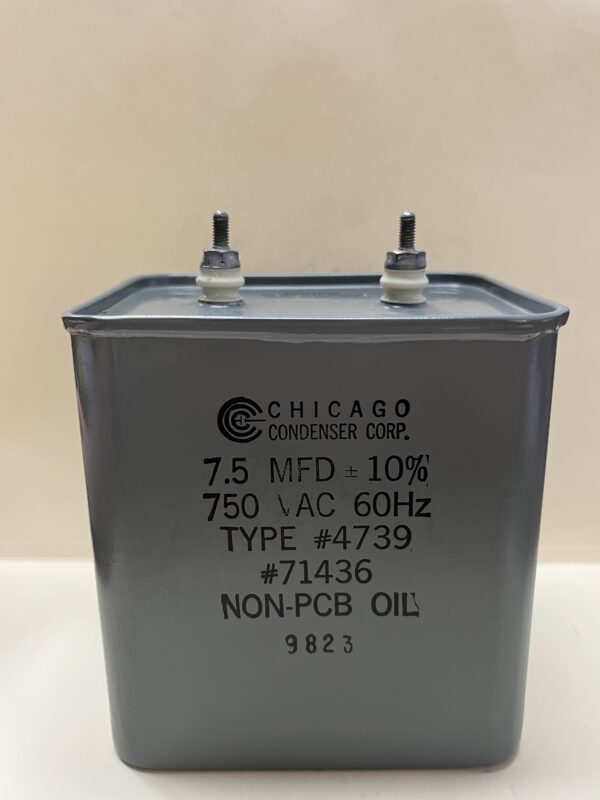 CHICAGO
CONDENSER CORP.
7.5 MFD ± 10%
750 VAC 60Hz
TYPE #4739
#71436
NON-PCB OIL
9823